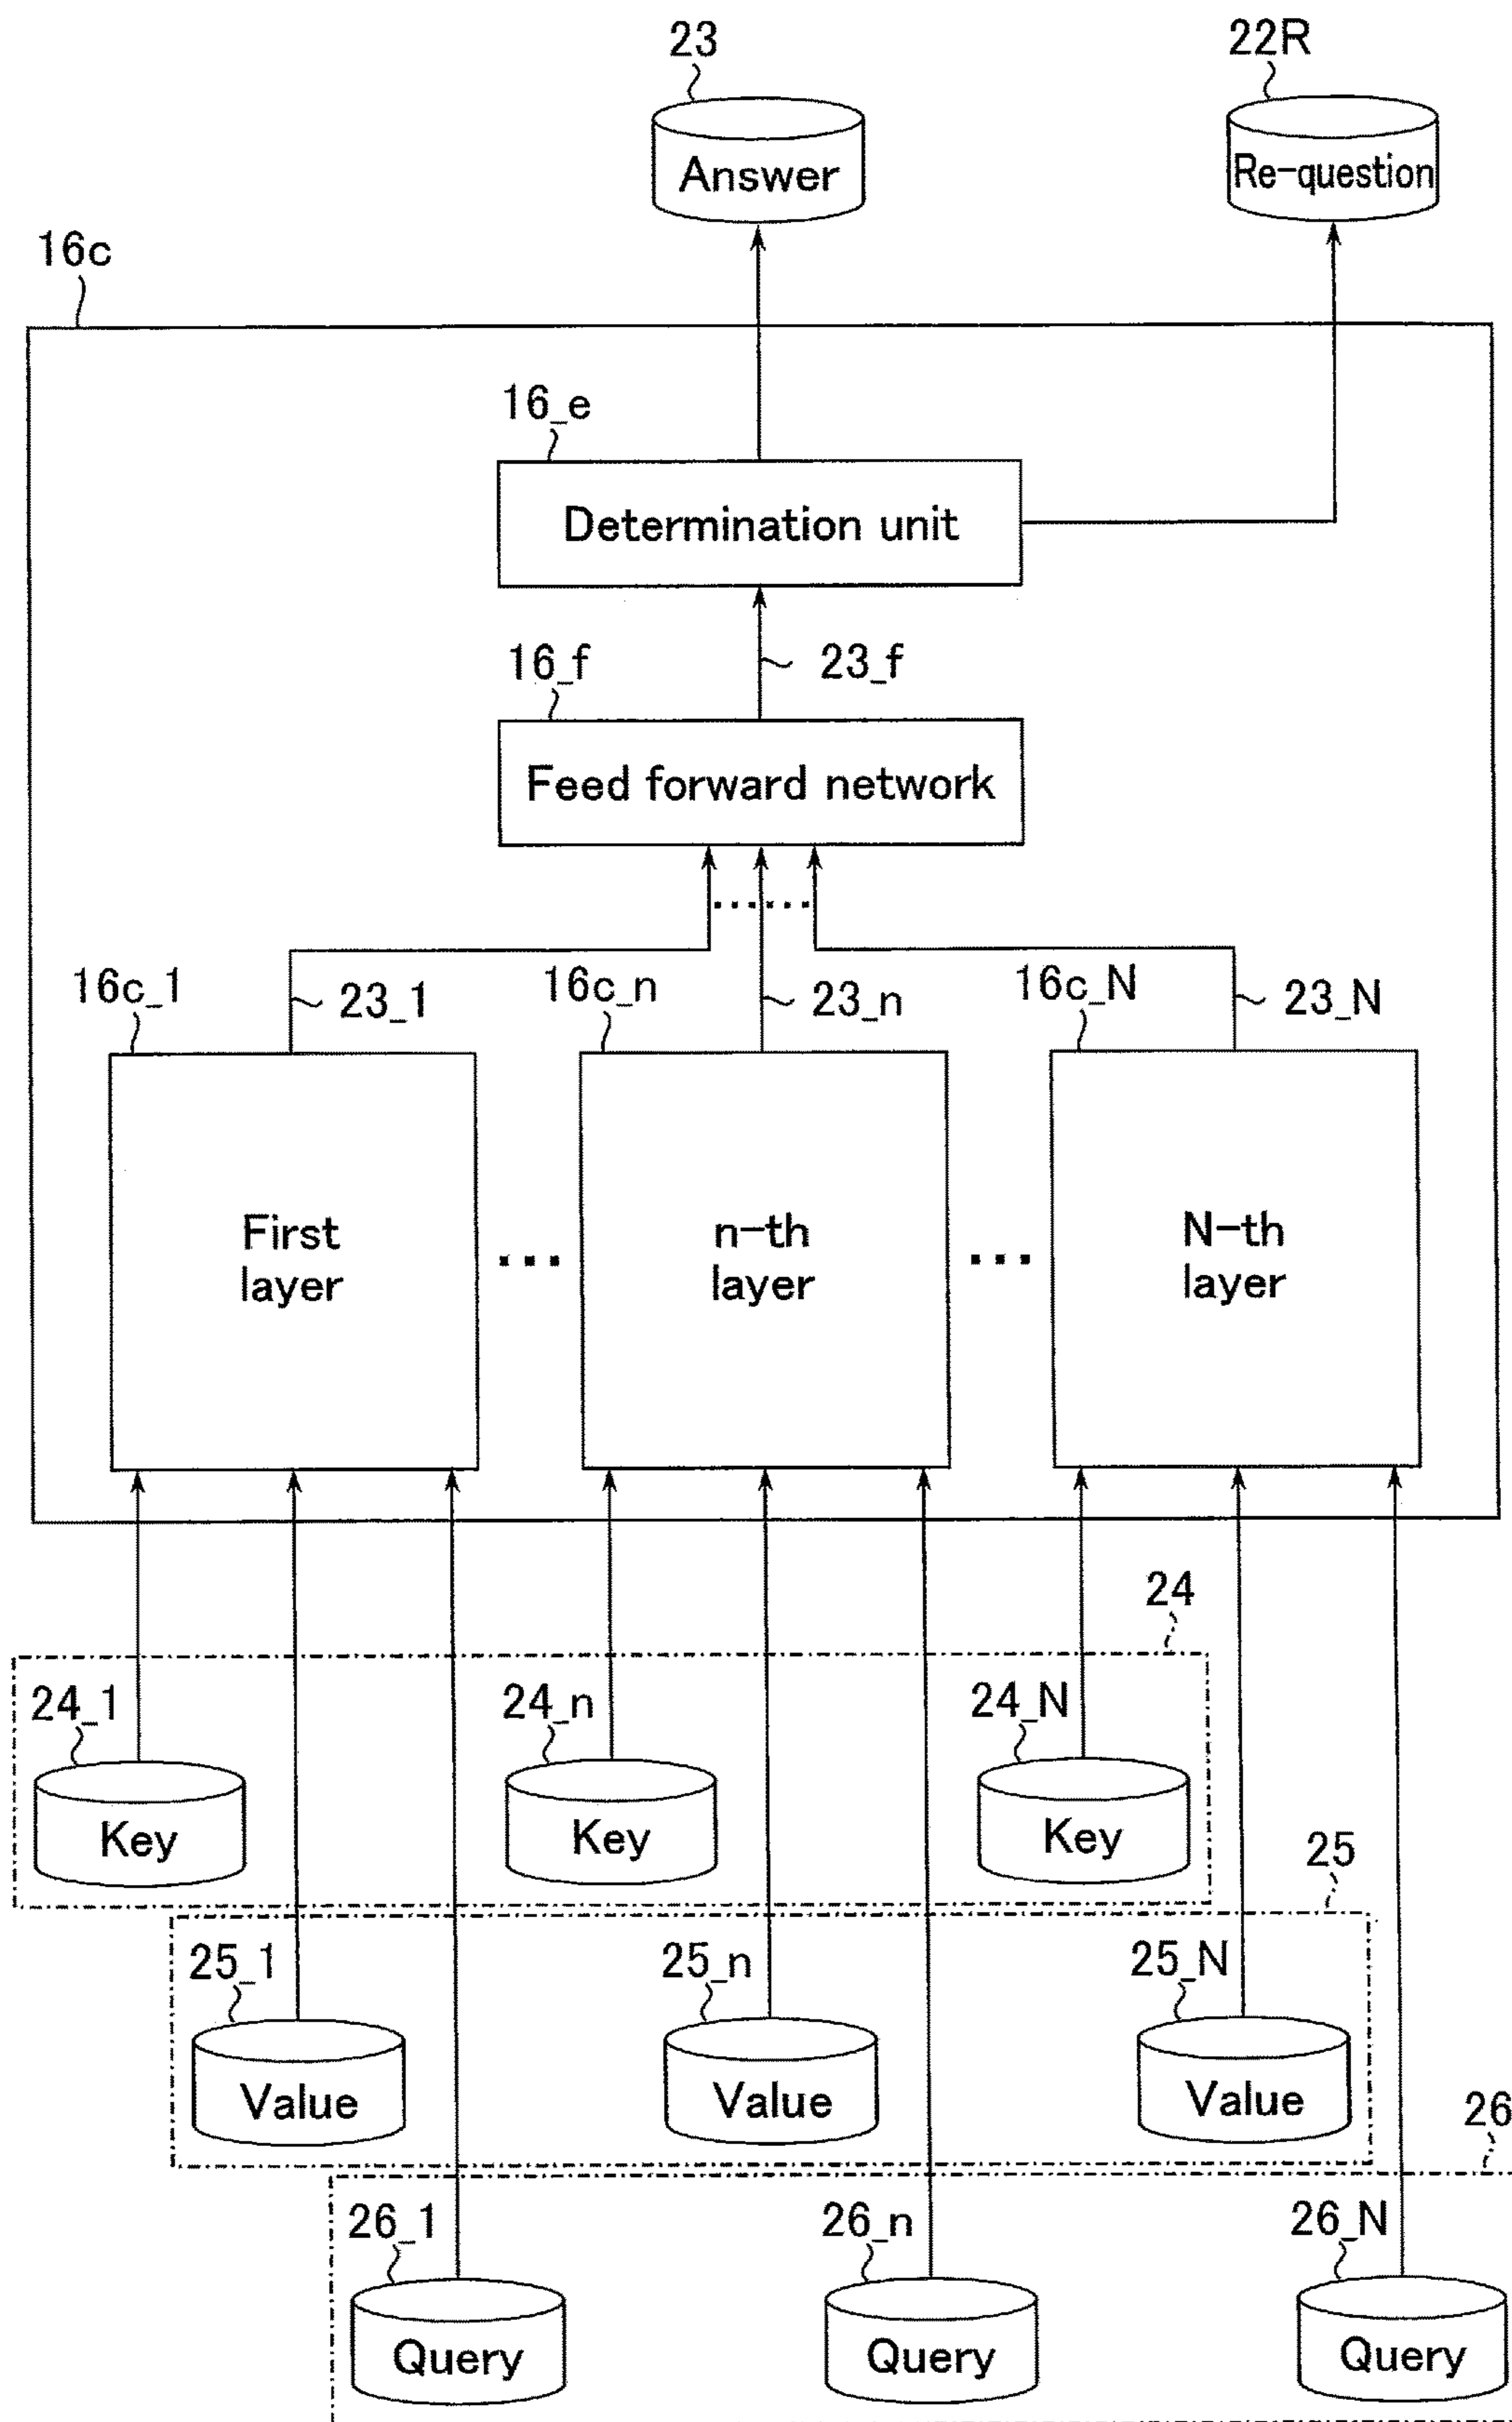 23
22R
Answer
Re-question
16c
16_e
Determination unit
16_f
23_f
Feed forward network
16c_1
23_1
16c_n
23_n
16c_N
23_N
First
layer
...
n-th
layer
...
N-th
layer
24
24_1
24_n
24_N
Key
Key
Key
25
25_1
25_n
25_N
Value
Value
Value
26
26_1
26_n
26_N
Query
Query
Query